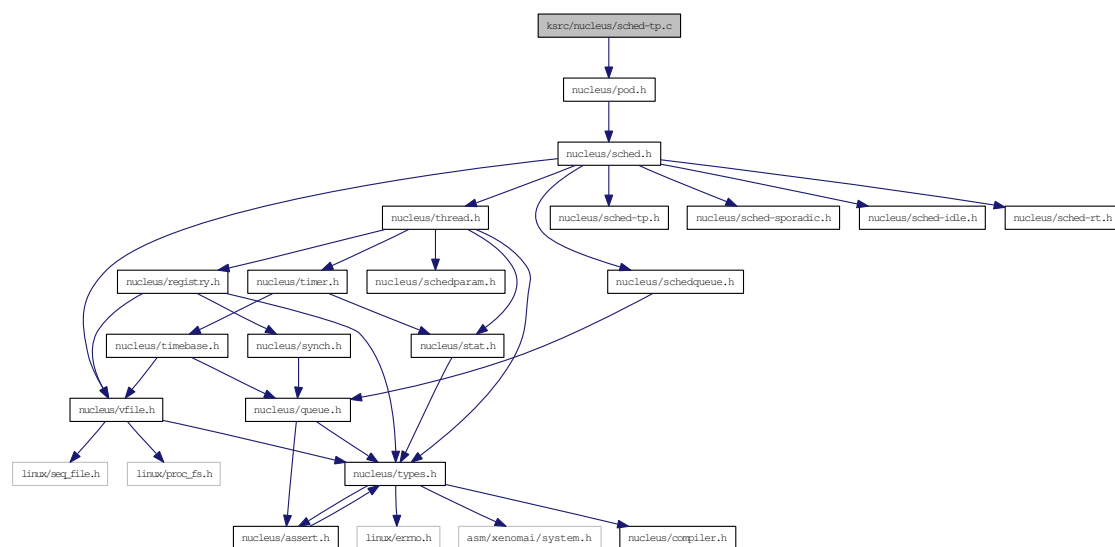 ksrc/nucleus/sched-tp.c
nucleus/pod.h
nucleus/sched.h
nucleus/thread.h
nucleus/sched-tp.h
nucleus/sched-sporadic.h
nucleus/sched-idle.h
nucleus/sched-rt.h
nucleus/registry.h
nucleus/timer.h
nucleus/schedparam.h
nucleus/schedqueue.h
nucleus/timebase.h
nucleus/synch.h
nucleus/stat.h
nucleus/vfile.h
nucleus/queue.h
linux/seq_file.h
linux/proc_fs.h
nucleus/types.h
nucleus/assert.h
linux/errno.h
asm/xenomai/system.h
nucleus/compiler.h